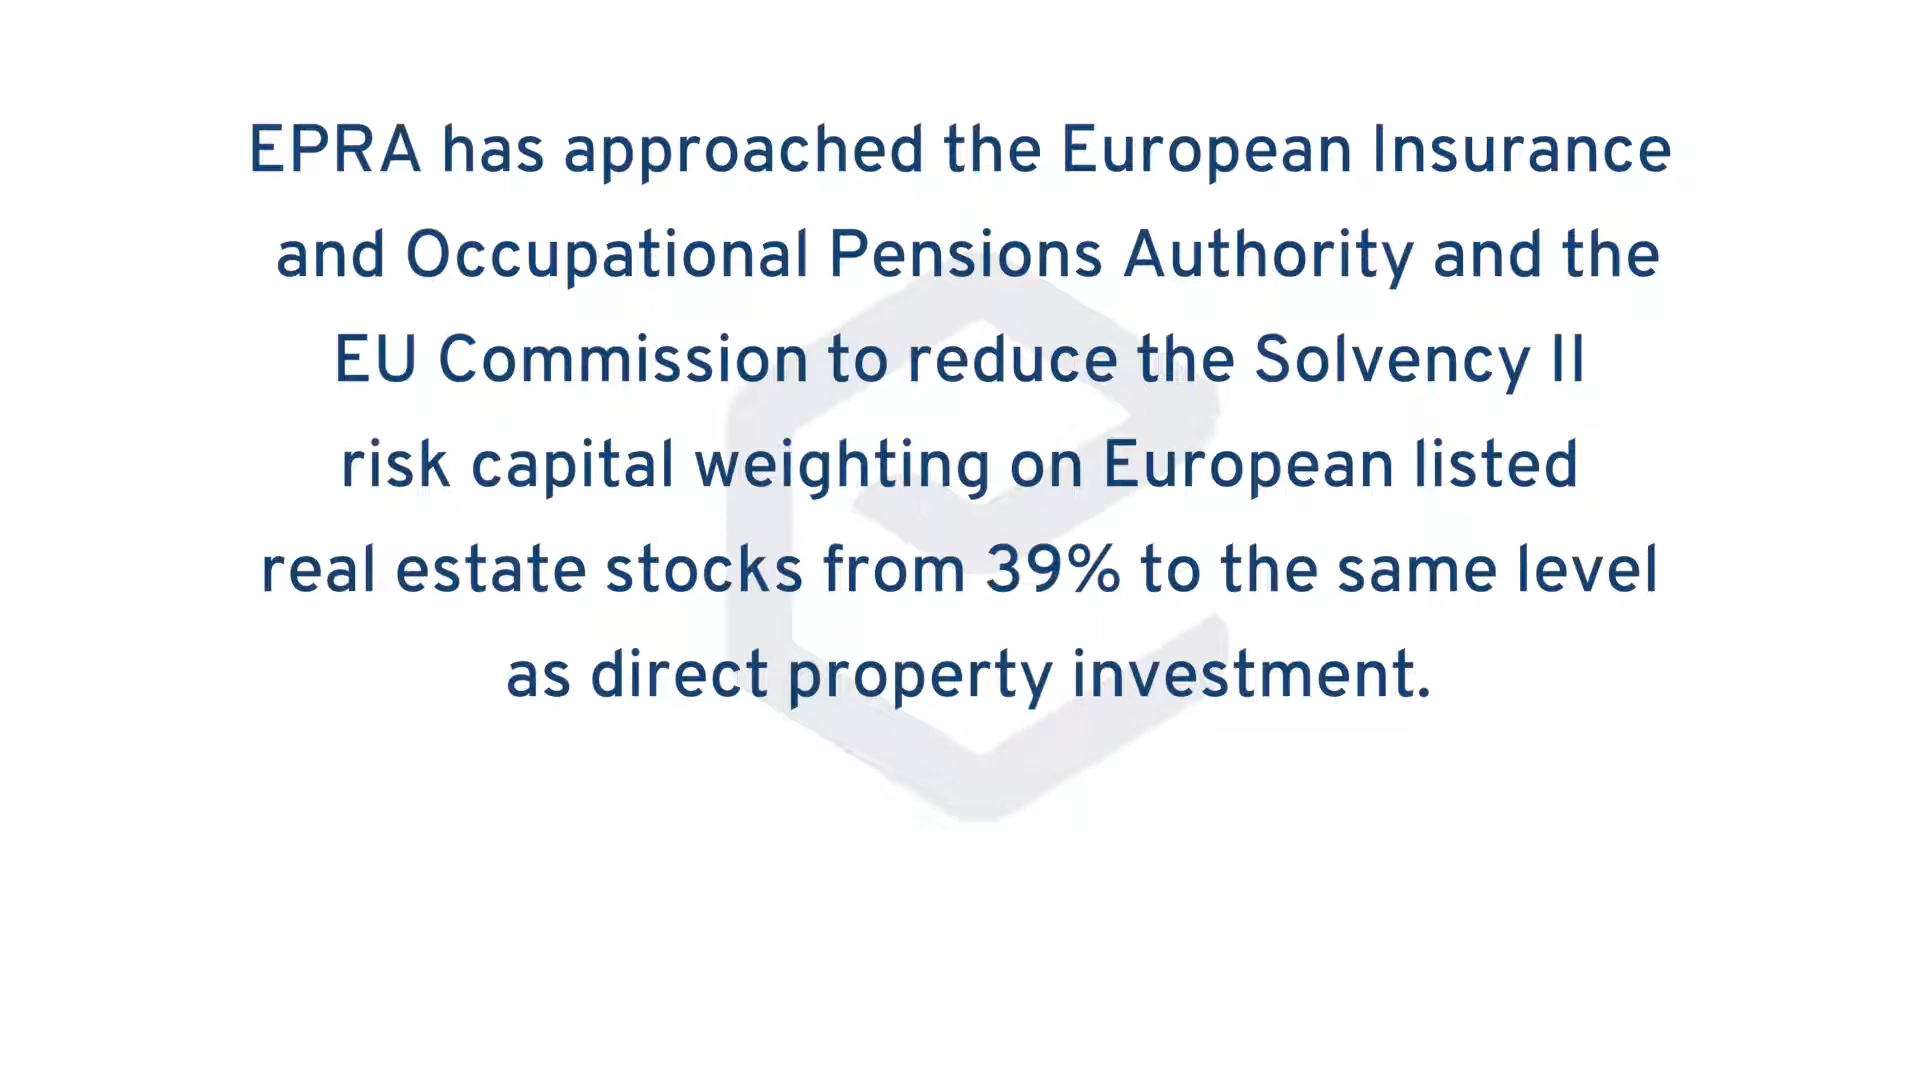 EPRA has approached the European Insurance
and Occupational Pensions Authority and the
EU Commission to reduce the Solvency II
risk capital weighting on European listed
real estate stocks from 39% to the same level
as direct property investment.